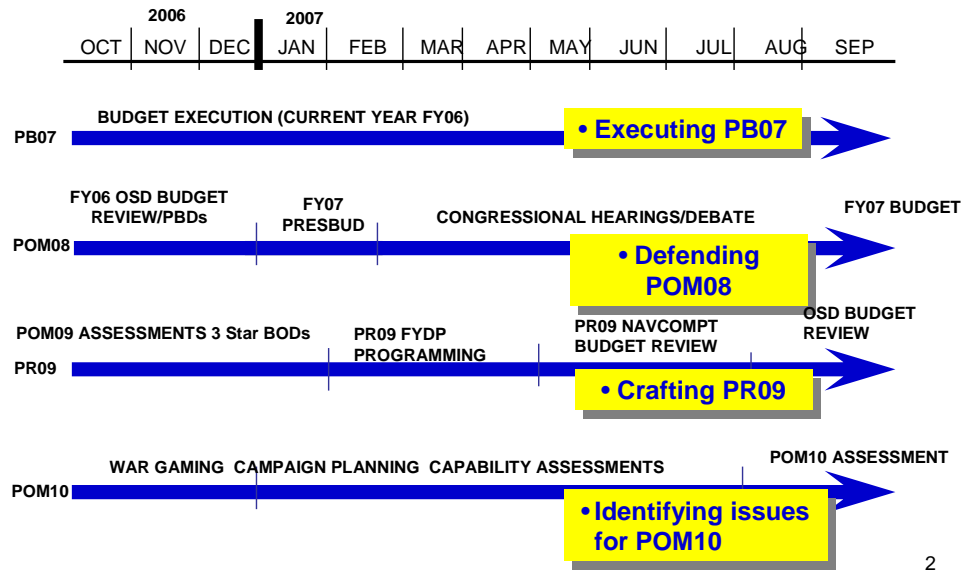 2006 2007
OCT NOV DEC JAN FEB MAR APR MAY JUN JUL AUG SEP
BUDGET EXECUTION (CURRENT YEAR FY06)
PB07
• Executing PB07
FY06 OSD BUDGET
REVIEW/PBDs
FY07
PRESBUD
CONGRESSIONAL HEARINGS/DEBATE
FY07 BUDGET
POM08
• Defending
POM08
POM09 ASSESSMENTS 3 Star BODs
PR09 FYDP
PROGRAMMING
PR09 NAVCOMPT
BUDGET REVIEW
OSD BUDGET
REVIEW
PR09
• Crafting PR09
WAR GAMING CAMPAIGN PLANNING CAPABILITY ASSESSMENTS
POM10 ASSESSMENT
POM10
• Identifying issues
for POM10
2